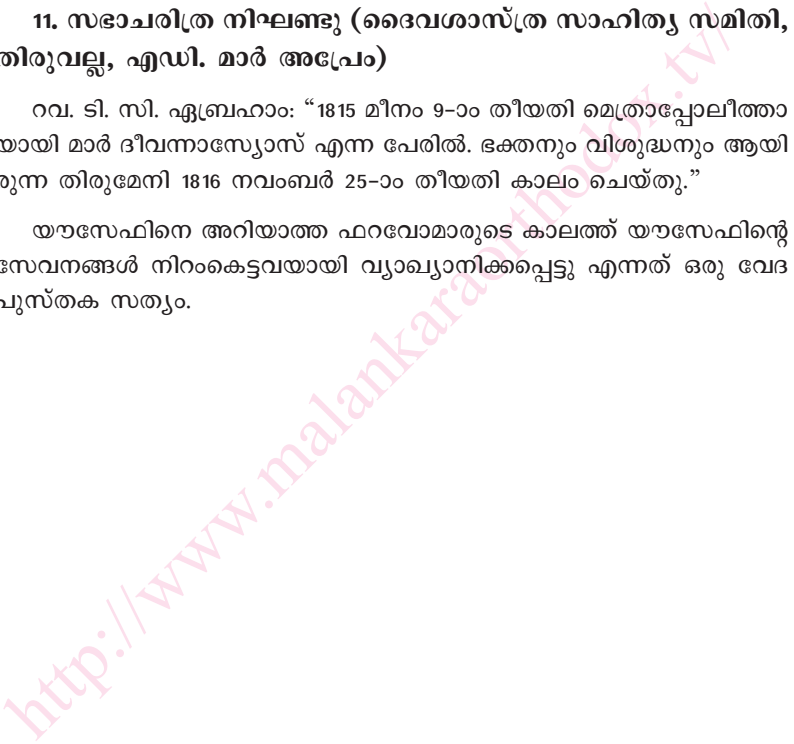 11. സഭാചരിത്ര നിഘണ്ടു (ദൈവശാസ്ത്ര സാഹിത്യ സമിതി,
തിരുവല്ല, എഡി. മാർ അപ്രേം)
റവ. ടി. സി. ഏബ്രഹാം: “1815 മീനം 9-ാം തീയതി മെത്രാപ്പോലീത്താ
യായി മാർ ദീവന്നാസ്യോസ് എന്ന പേരിൽ. ഭക്തനും വിശുദ്ധനും ആയി
രുന്ന തിരുമേനി 1816 നവംബർ 25-ാം തീയതി കാലം ചെയ്തു.”
യൗസേഫിനെ അറിയാത്ത ഫറവോമാരുടെ കാലത്ത് യൗസേഫിന്റെ
സേവനങ്ങൾ നിറംകെട്ടവയായി വ്യാഖ്യാനിക്കപ്പെട്ടു എന്നത് ഒരു വേദ
പുസ്തക സത്യം.
http://www.malankaraorthodox.tv/